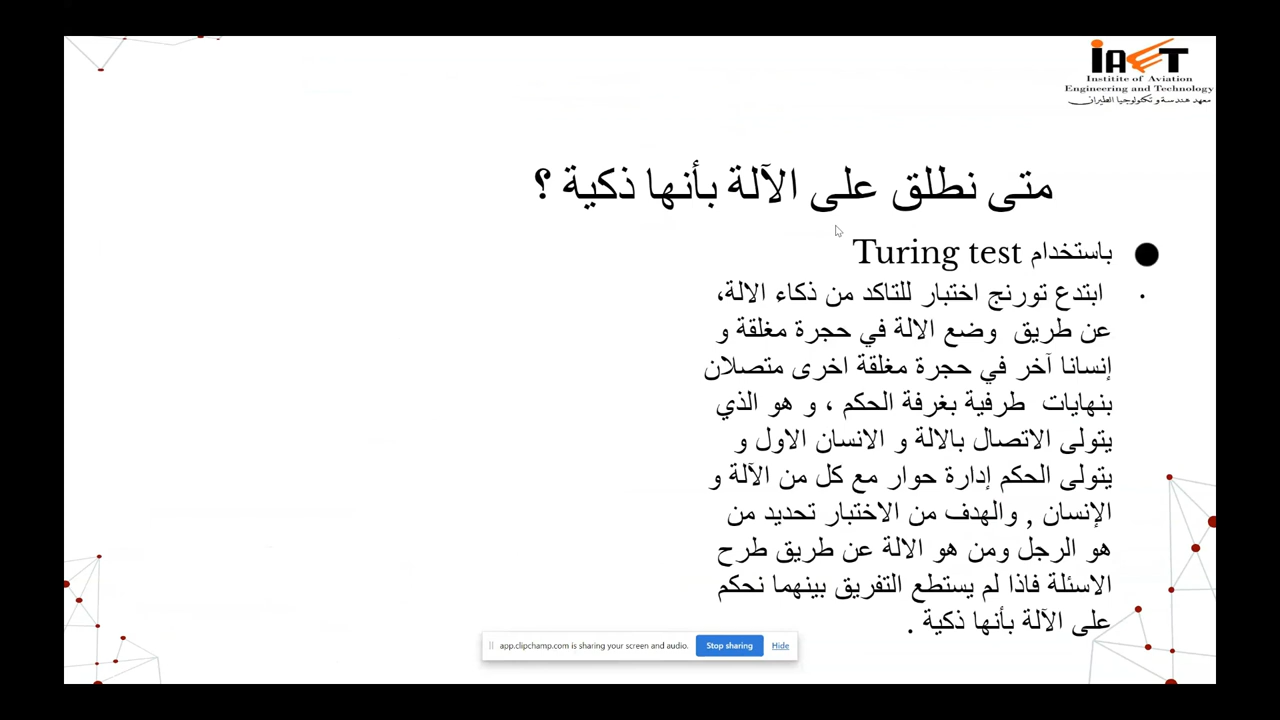 IAET
Institite of Aviation
Engineering and Technology
معهد هندسة و تكنولوجيا الطيران
متى نطلق على الآلة بأنها ذكية ؟
باستخدام Turing test
ابتدع تورنج اختبار للتاكد من ذكاء الالة،
عن طريق وضع الالة في حجرة مغلقة و
إنسانا آخر في حجرة مغلقة اخرى متصلان
بنهايات طرفية بغرفة الحكم ، و هو الذي
يتولى الاتصال بالالة و الانسان الاول و
يتولى الحكم إدارة حوار مع كل من الآلة و
الإنسان , والهدف من الاختبار تحديد من
هو الرجل ومن هو الالة عن طريق طرح
الاسئلة فاذا لم يستطع التفريق بينهما نحكم
على الآلة بأنها ذكية .
app.clipchamp.com is sharing your screen and audio. Stop sharing Hide